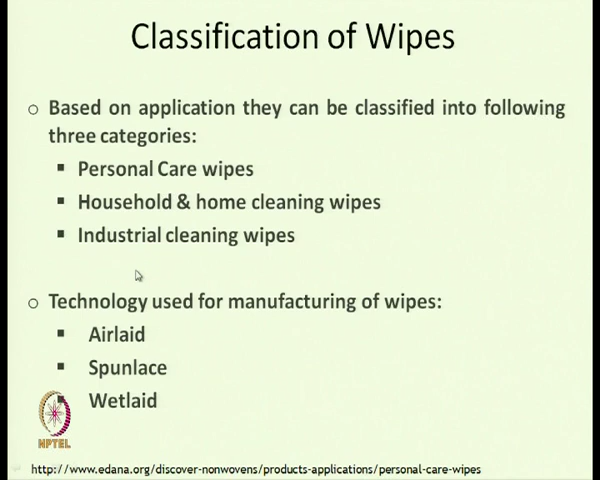 Classification of Wipes
Based on application they can be classified into following
three categories:
Personal Care wipes
Household & home cleaning wipes
Industrial cleaning wipes
Technology used for manufacturing of wipes:
Airlaid
Spunlace
Wetlaid
NPTEL
http://www.edana.org/discover-nonwovens/products-applications/personal-care-wipes